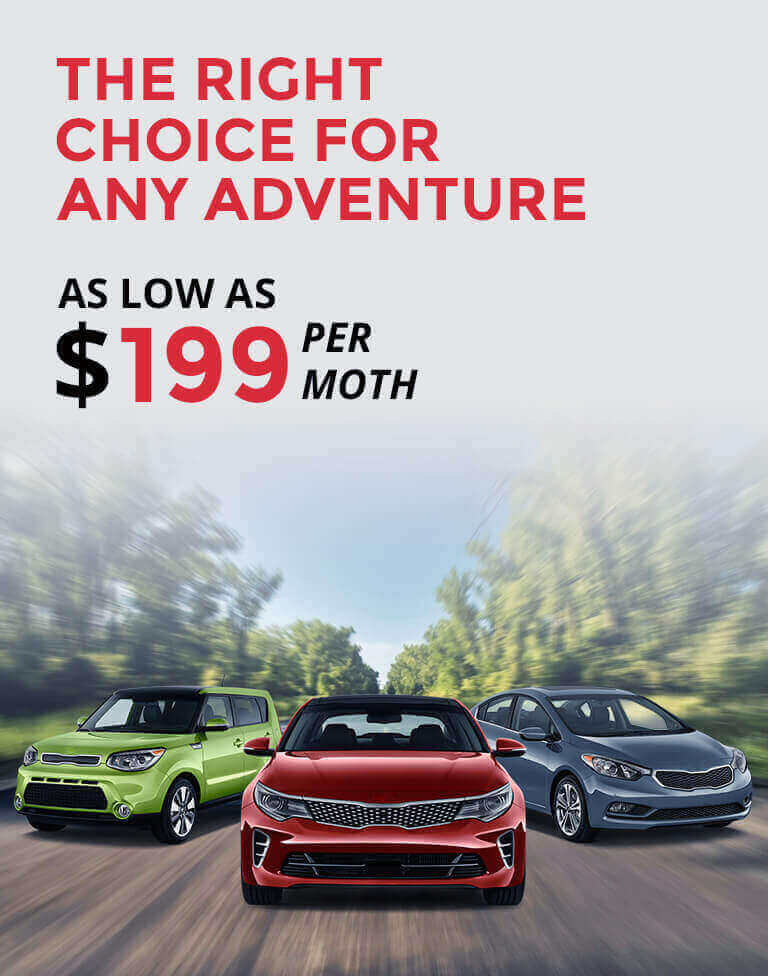 THE RIGHT
CHOICE FOR
ANY ADVENTURE
AS LOW AS
$199 PER
MOTH